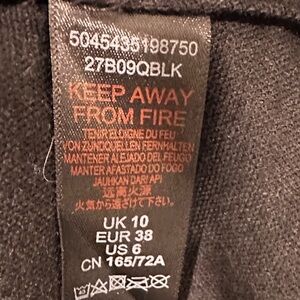 5045435198750
27B09QBLK
KEEP AWAY
FROM FIRE
TENIR ELOIGNE DU FEU
VON ZUNDQUELLEN FERNHALTEN
MANTENER ALEJADO DEL FEUGO
MANTER AFASTADO DO FOGO
JAUHKAN DARI API
远离火源
火気から遠ざけて下さい。
UK 10
EUR 38
US 6
CN 165/72A